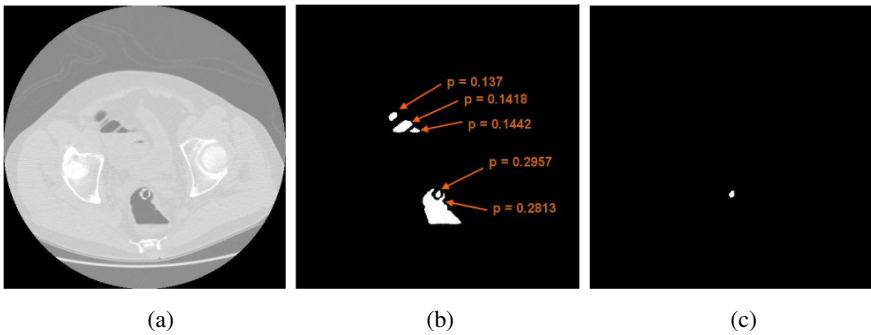 p = 0.137
p = 0.1418
p = 0.1442
p = 0.2957
p = 0.2813
(a)
(b)
(c)